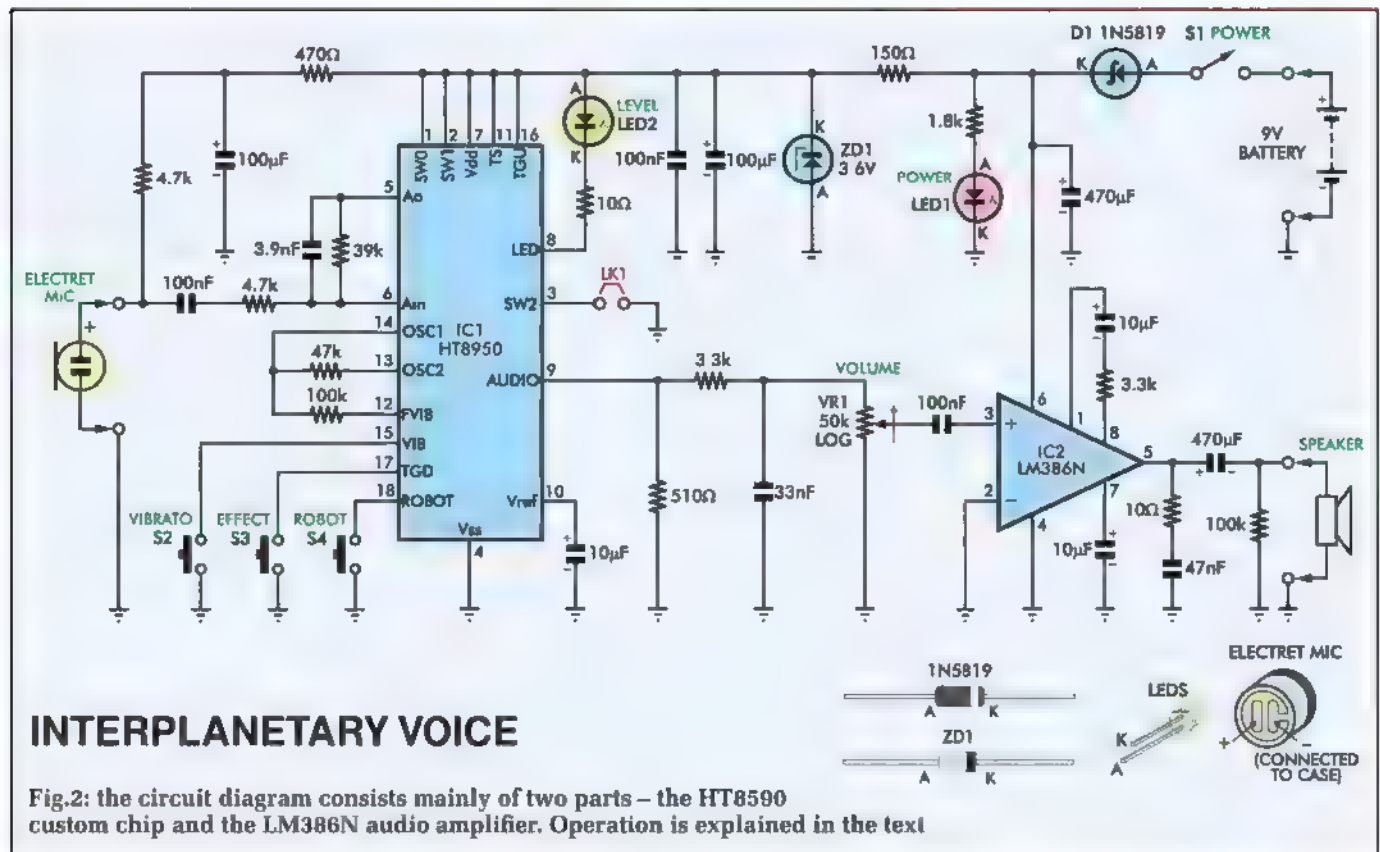 D1 1N5819
S1 POWER
470Ω
150Ω
K
A
4.7k
100µF
+
1
2
7
11
16
SW0
SW1
Vdd
TS
TGU
A
LEVEL
LED2
K
10Ω
100nF
+
100µF
K
ZD1
3 6V
A
1.8k
POWER
A
LED1
K
+
470µF
+
9V
BATTERY
-
5
Ao
3.9nF
39k
LED
8
ELECTRET
MIC
+
100nF
4.7k
6
Ain
14
OSC1
47k
13
OSC2
100k
12
FVIB
15
VIB
17
TGD
18
ROBOT
IC1
HT8950
3
SW2
LK1
AUDIO
9
Vref
10
Vss
4
+
10µF
-
3 3k
VOLUME
VR1
50k
LOG
510Ω
33nF
100nF
3
+
6
1
8
+
10µF
-
3.3k
IC2
LM386N
5
2
-
7
4
470µF
+
-
SPEAKER
10Ω
100k
47nF
+
10µF
-
VIBRATO
S2
EFFECT
S3
ROBOT
S4
INTERPLANETARY VOICE
1N5819
A
K
ZD1
A
K
LEDS
K
A
ELECTRET MIC
+
-
(CONNECTED
TO CASE)
Fig.2: the circuit diagram consists mainly of two parts – the HT8590
custom chip and the LM386N audio amplifier. Operation is explained in the text